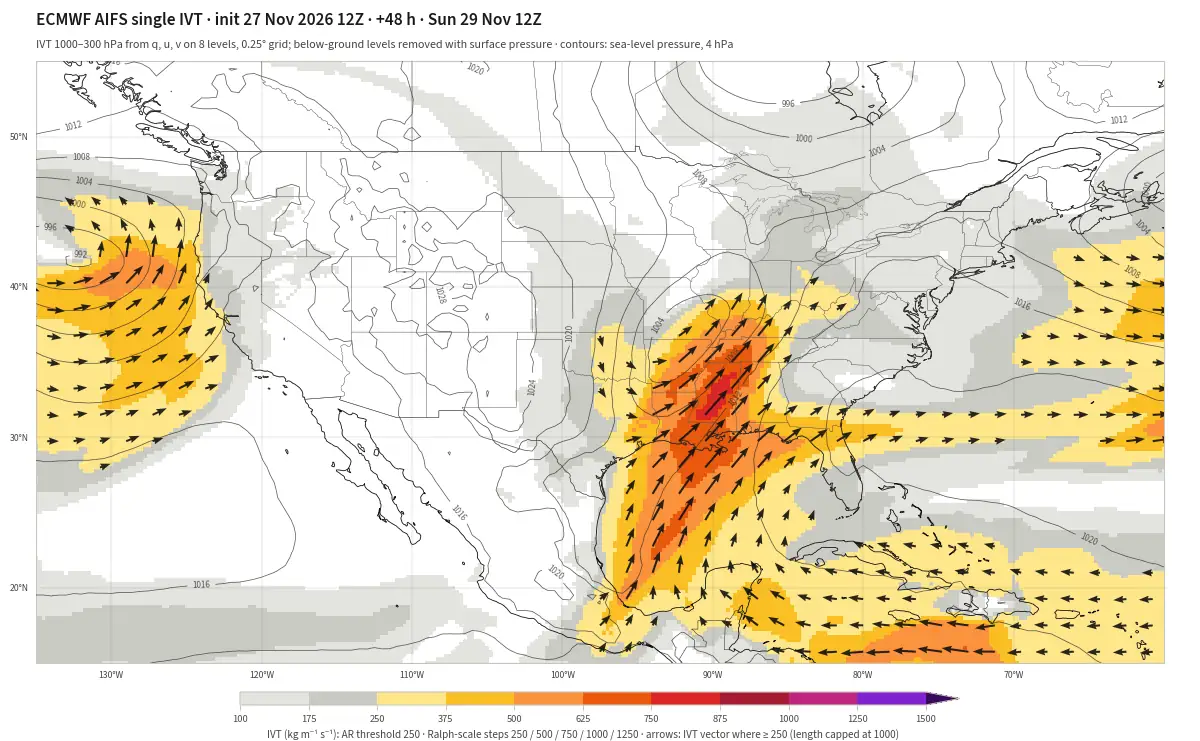 ECMWF AIFS single IVT · init 27 Nov 2026 12Z · +48 h · Sun 29 Nov 12Z
IVT 1000–300 hPa from q, u, v on 8 levels, 0.25° grid; below-ground levels removed with surface pressure · contours: sea-level pressure, 4 hPa
1020
996
1012
1012
1000
1004
1008
1008
1004
1000
1004
996
992
1008
1028
1016
1004
1020
1024
1012
1016
1020
1020
1016
50°N
40°N
30°N
20°N
130°W 120°W 110°W 100°W 90°W 80°W 70°W
100 175 250 375 500 625 750 875 1000 1250 1500
IVT (kg m⁻¹ s⁻¹): AR threshold 250 · Ralph-scale steps 250 / 500 / 750 / 1000 / 1250 · arrows: IVT vector where ≥ 250 (length capped at 1000)